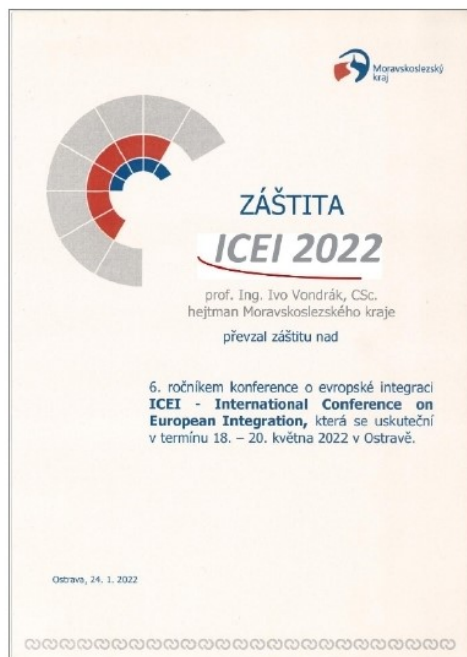 Moravskoslezský
kraj
ZÁŠTITA
ICEI 2022
prof. Ing. Ivo Vondrák, CSc.
hejtman Moravskoslezského kraje
převzal záštitu nad
6. ročníkem konference o evropské integraci
ICEI - International Conference on
European Integration, která se uskuteční
v termínu 18. – 20. května 2022 v Ostravě.
Ostrava, 24. 1. 2022